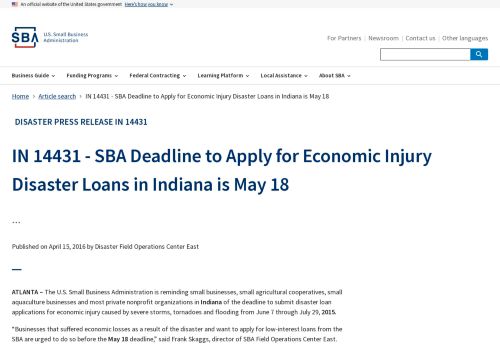 An official website of the United States government Here's how you know
SBA U.S. Small Business
Administration
For Partners | Newsroom | Contact us | Other languages
Business Guide Funding Programs Federal Contracting Learning Platform Local Assistance About SBA
Home › Article search › IN 14431 - SBA Deadline to Apply for Economic Injury Disaster Loans in Indiana is May 18
DISASTER PRESS RELEASE IN 14431
IN 14431 - SBA Deadline to Apply for Economic Injury
Disaster Loans in Indiana is May 18
...
Published on April 15, 2016 by Disaster Field Operations Center East
ATLANTA – The U.S. Small Business Administration is reminding small businesses, small agricultural cooperatives, small
aquaculture businesses and most private nonprofit organizations in Indiana of the deadline to submit disaster loan
applications for economic injury caused by severe storms, tornadoes and flooding from June 7 through July 29, 2015.
"Businesses that suffered economic losses as a result of the disaster and want to apply for low-interest loans from the
SBA are urged to do so before the May 18 deadline," said Frank Skaggs, director of SBA Field Operations Center East.